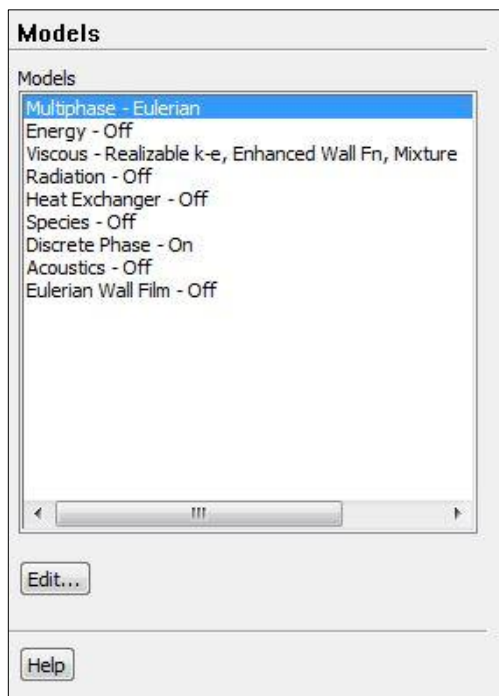 Models
Models
Multiphase - Eulerian
Energy - Off
Viscous - Realizable k-e, Enhanced Wall Fn, Mixture
Radiation - Off
Heat Exchanger - Off
Species - Off
Discrete Phase - On
Acoustics - Off
Eulerian Wall Film - Off
Edit...
Help